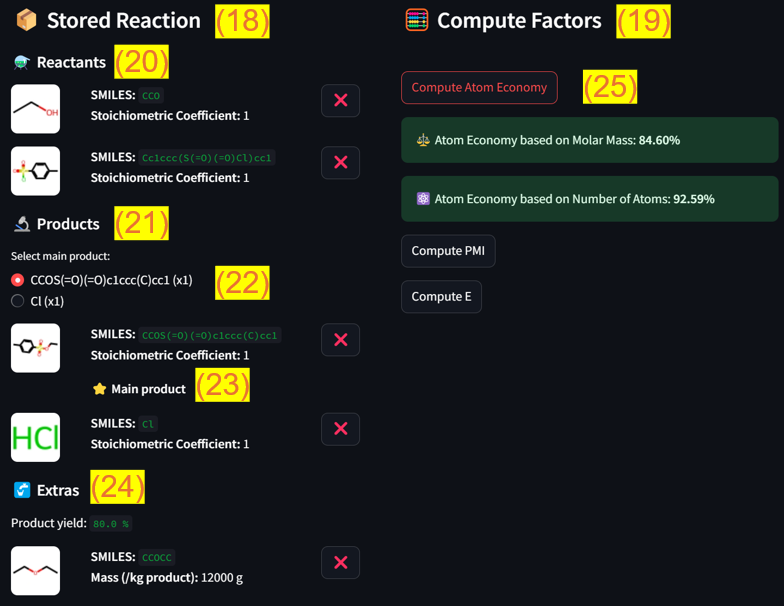 Stored Reaction (18)
Reactants (20)
OH
SMILES: CCO
Stoichiometric Coefficient: 1
SMILES: Cc1ccc(S(=O)(=O)Cl)cc1
Stoichiometric Coefficient: 1
Products (21)
Select main product:
CCOS(=O)(=O)c1ccc(C)cc1 (x1)
(22)
Cl (x1)
SMILES: CCOS(=O)(=O)c1ccc(C)cc1
Stoichiometric Coefficient: 1
Main product (23)
HCl
SMILES: Cl
Stoichiometric Coefficient: 1
Extras (24)
Product yield: 80.0 %
SMILES: CCOCC
Mass (/kg product): 12000 g
Compute Factors (19)
Compute Atom Economy (25)
Atom Economy based on Molar Mass: 84.60%
Atom Economy based on Number of Atoms: 92.59%
Compute PMI
Compute E